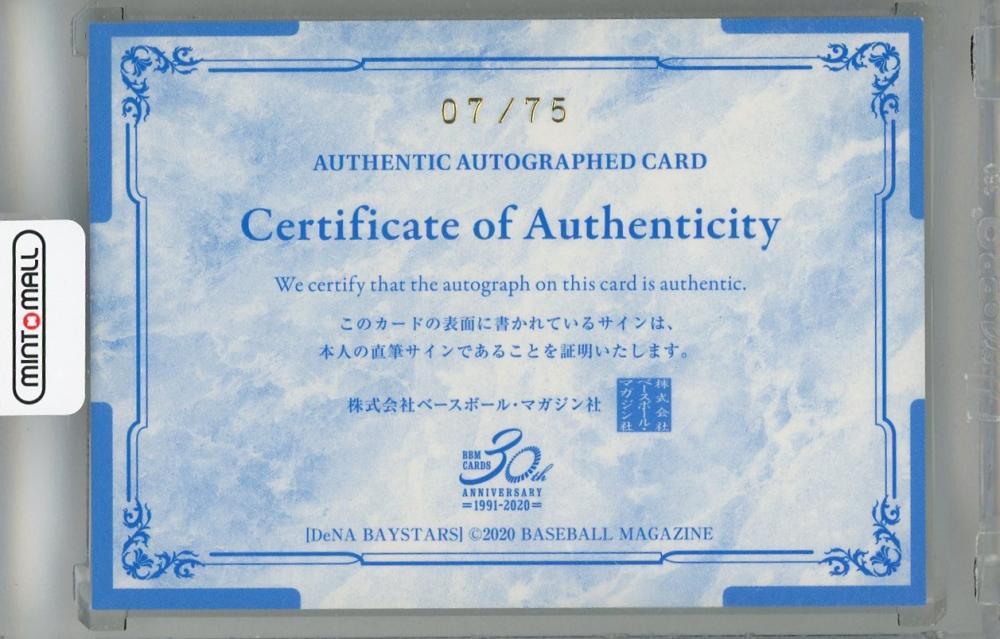 07/75
AUTHENTIC AUTOGRAPHED CARD
Certificate of Authenticity
We certify that the autograph on this card is authentic.
このカードの表面に書かれているサインは、
本人の直筆サインであることを証明いたします。
株式会社ベースボール・マガジン社
株式会社
ベースボール・
マガジン社
BBM
CARDS
30th
ANNIVERSARY
=1991-2020=
[DeNA BAYSTARS] ©2020 BASEBALL MAGAZINE
MINTOMALL